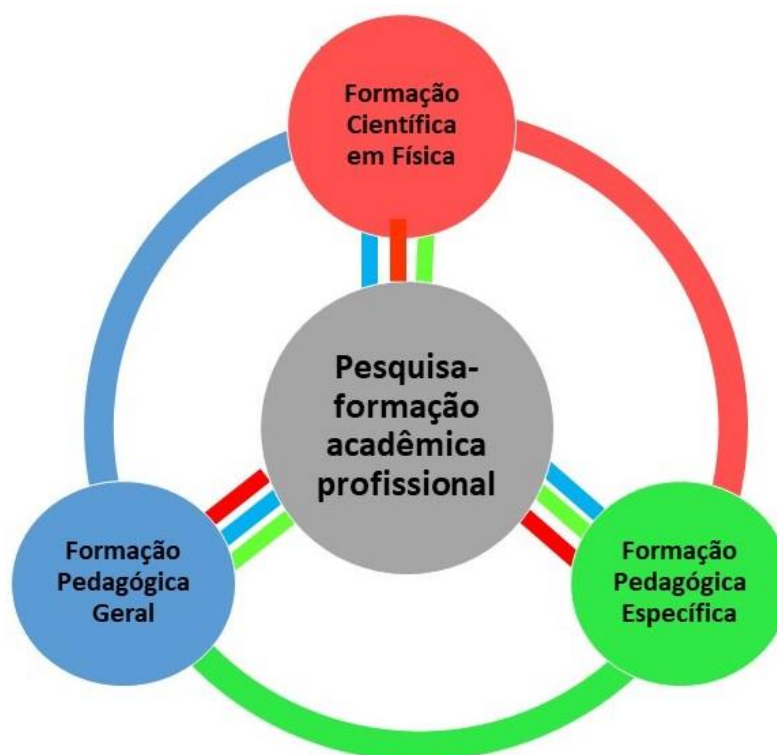 Formação
Científica
em Física
Pesquisa-
formação
acadêmica
profissional
Formação
Pedagógica
Geral
Formação
Pedagógica
Específica